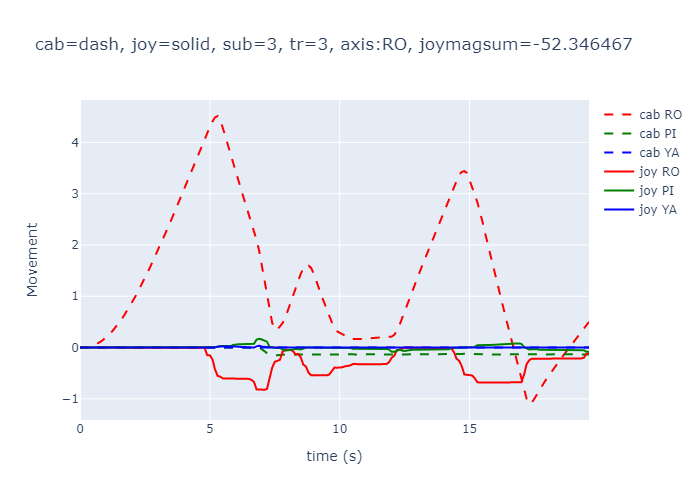 cab=dash, joy=solid, sub=3, tr=3, axis:RO, joymagsum=-52.346467
cab RO
cab PI
cab YA
joy RO
joy PI
joy YA
Movement
4
3
2
1
0
−1
0
5
10
15
time (s)